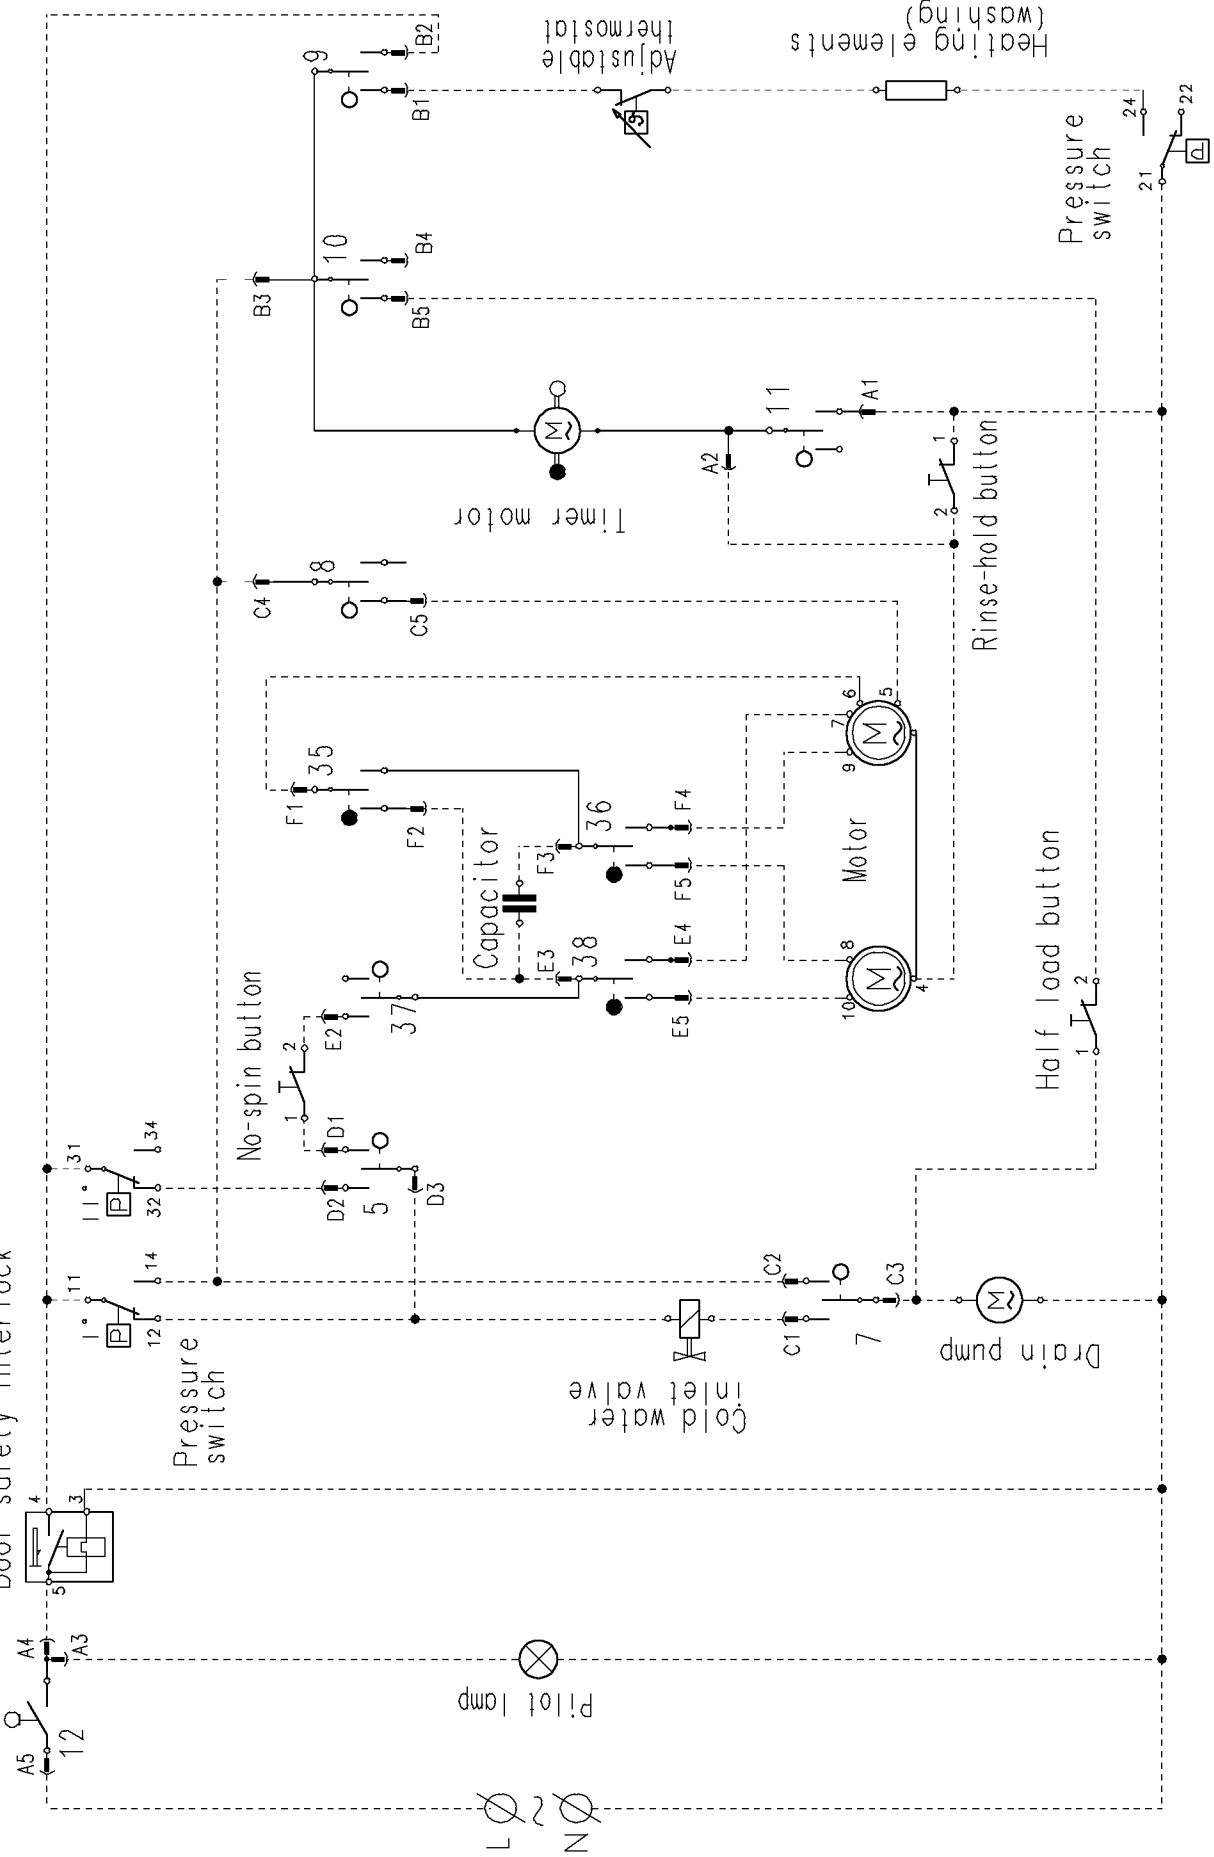 Door safety interlock
A5
12
A4
A3
5
4
3
L
N
Pilot lamp
Pressure
switch
I°
P
11
12
14
II°
P
31
32
34
Cold water
inlet valve
C1
C2
7
C3
M
Drain pump
D2
D1
5
D3
No-spin button
1
2
E2
37
E3
38
E5
E4
Capacitor
F1
35
F2
F3
36
F5
F4
Motor
M
10
8
4
M
9
7
6
5
Half load button
1
2
C4
8
C5
Timer motor
M
A2
11
A1
Rinse-hold button
2
1
B3
10
B5
B4
9
B1
B2
Adjustable
thermostat
Heating elements
(washing)
Pressure
switch
21
24
22
P